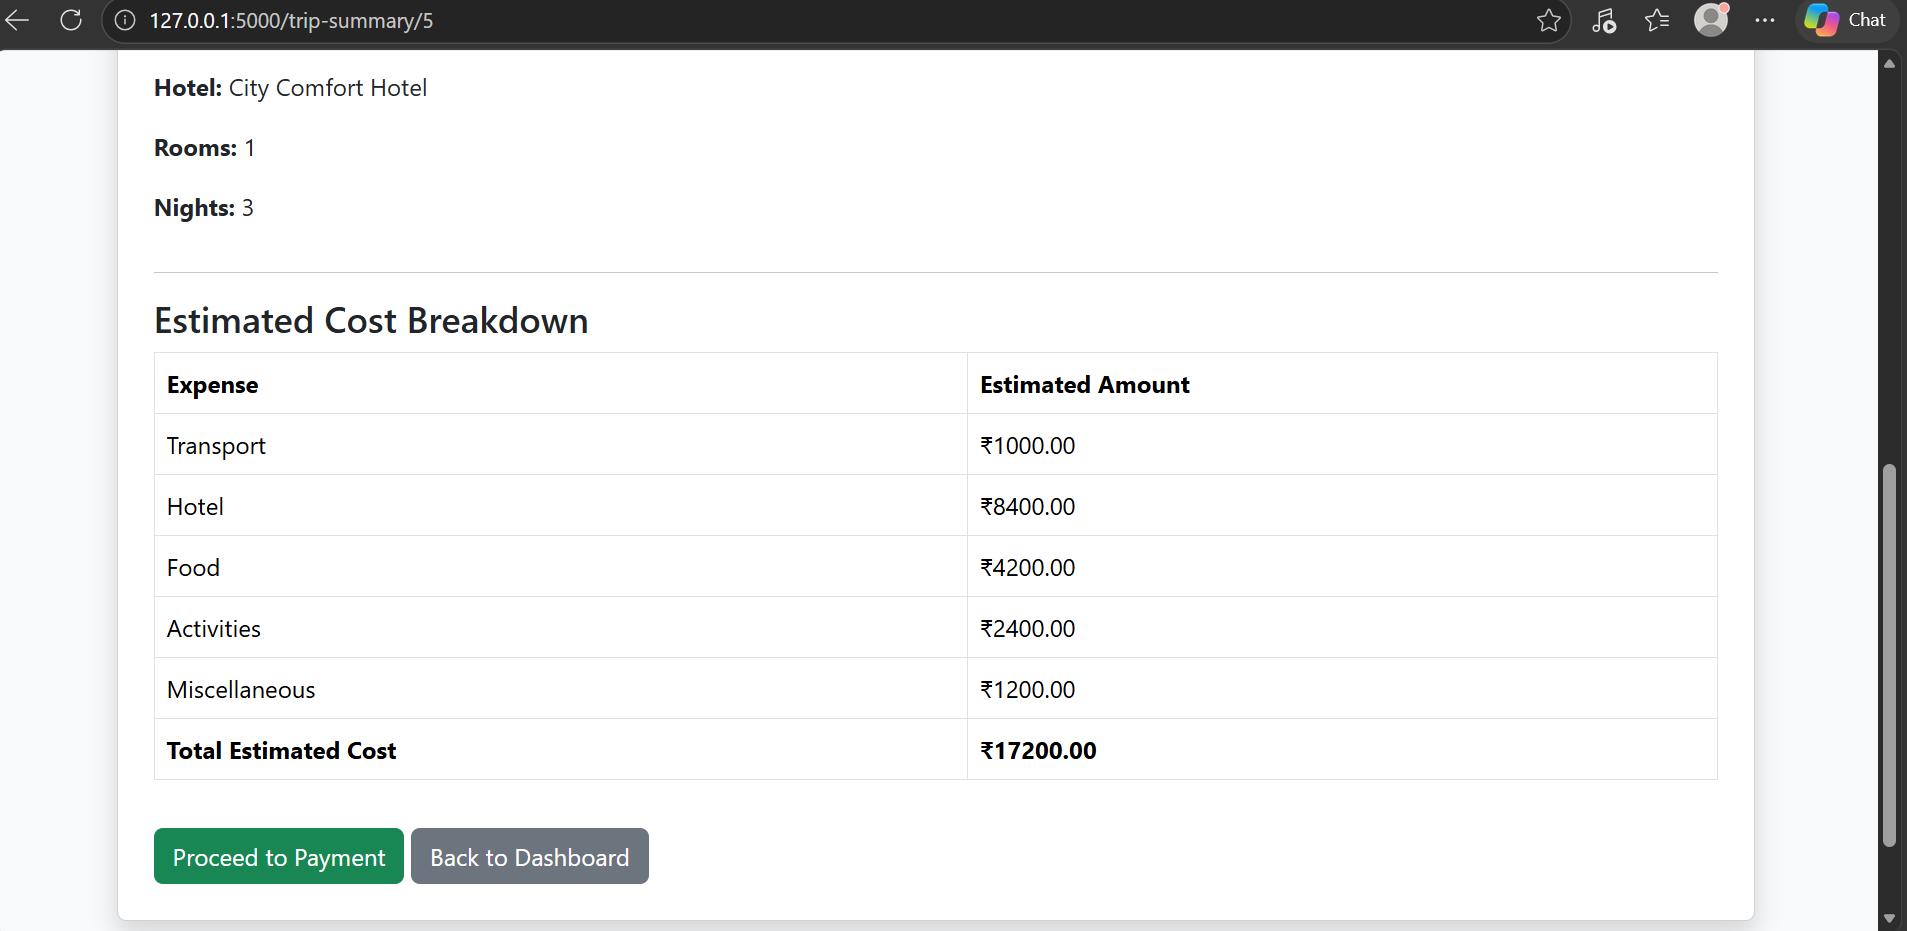 127.0.0.1:5000/trip-summary/5
Chat
Hotel: City Comfort Hotel
Rooms: 1
Nights: 3
Estimated Cost Breakdown
Expense Estimated Amount
Transport ₹1000.00
Hotel ₹8400.00
Food ₹4200.00
Activities ₹2400.00
Miscellaneous ₹1200.00
Total Estimated Cost ₹17200.00
Proceed to Payment Back to Dashboard